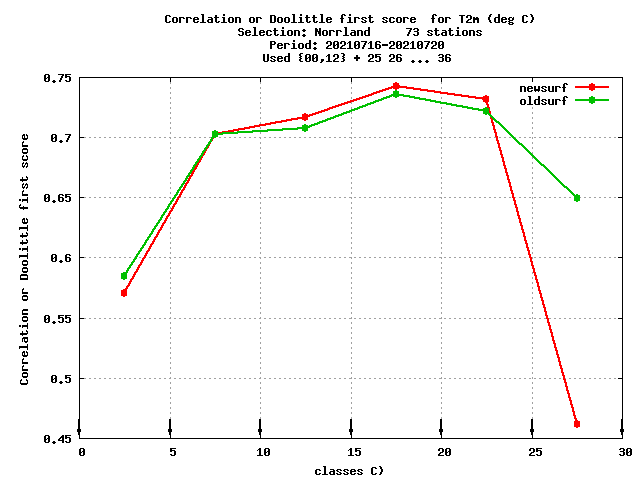 Correlation or Doolittle first score  for T2m (deg C)
Selection: Norrland     73 stations
Period: 20210716-20210720
Used {00,12} + 25 26 ... 36
newsurf
oldsurf
Correlation or Doolittle first score
0.75
0.7
0.65
0.6
0.55
0.5
0.45
0 5 10 15 20 25 30
classes C)